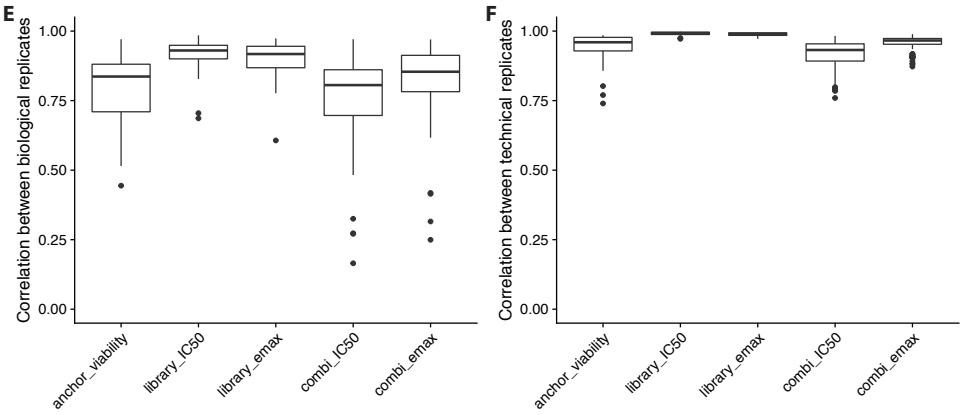 E
Correlation between biological replicates
1.00
0.75
0.50
0.25
0.00
anchor_viability
library_IC50
library_emax
combi_IC50
combi_emax
F
Correlation between technical replicates
1.00
0.75
0.50
0.25
0.00
anchor_viability
library_IC50
library_emax
combi_IC50
combi_emax